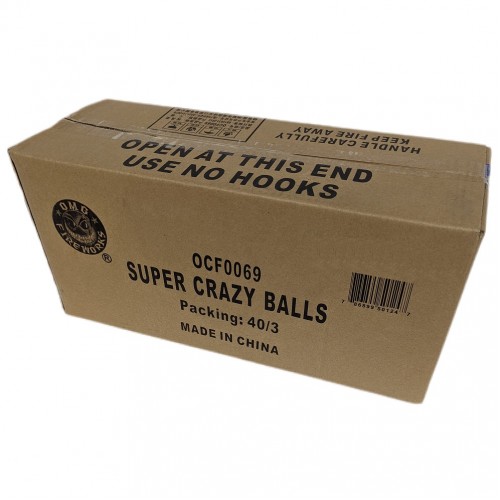 HANDLE CAREFULLY
KEEP FIRE AWAY
OPEN AT THIS END
USE NO HOOKS
OMG
FIREWORKS
®
OCF0069
SUPER CRAZY BALLS
Packing: 40/3
MADE IN CHINA